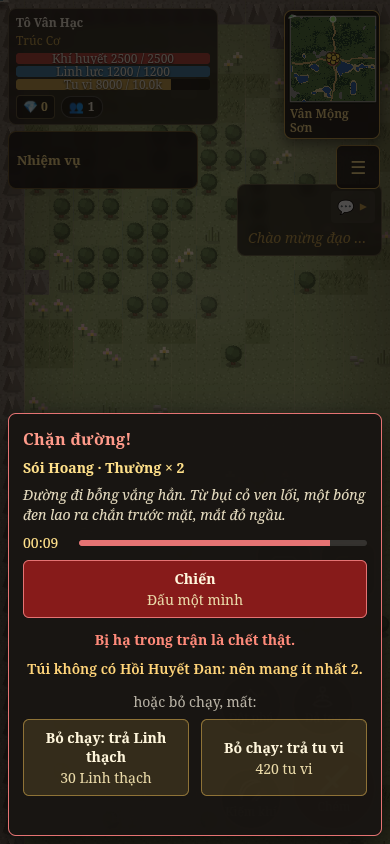 Tô Vân Hạc
Trúc Cơ
Khí huyết 2500 / 2500
Linh lực 1200 / 1200
Tu vi 8000 / 10.0k
💎 0
👥 1
Vân Mộng
Sơn
Nhiệm vụ
☰
💬 ▸
Chào mừng đạo ...
Chặn đường!
Sói Hoang · Thường × 2
Đường đi bỗng vắng hẳn. Từ bụi cỏ ven lối, một bóng
đen lao ra chắn trước mặt, mắt đỏ ngầu.
00:09
Chiến
Đấu một mình
Bị hạ trong trận là chết thật.
Túi không có Hồi Huyết Đan: nên mang ít nhất 2.
hoặc bỏ chạy, mất:
Bỏ chạy: trả Linh
thạch
30 Linh thạch
Bỏ chạy: trả tu vi
420 tu vi